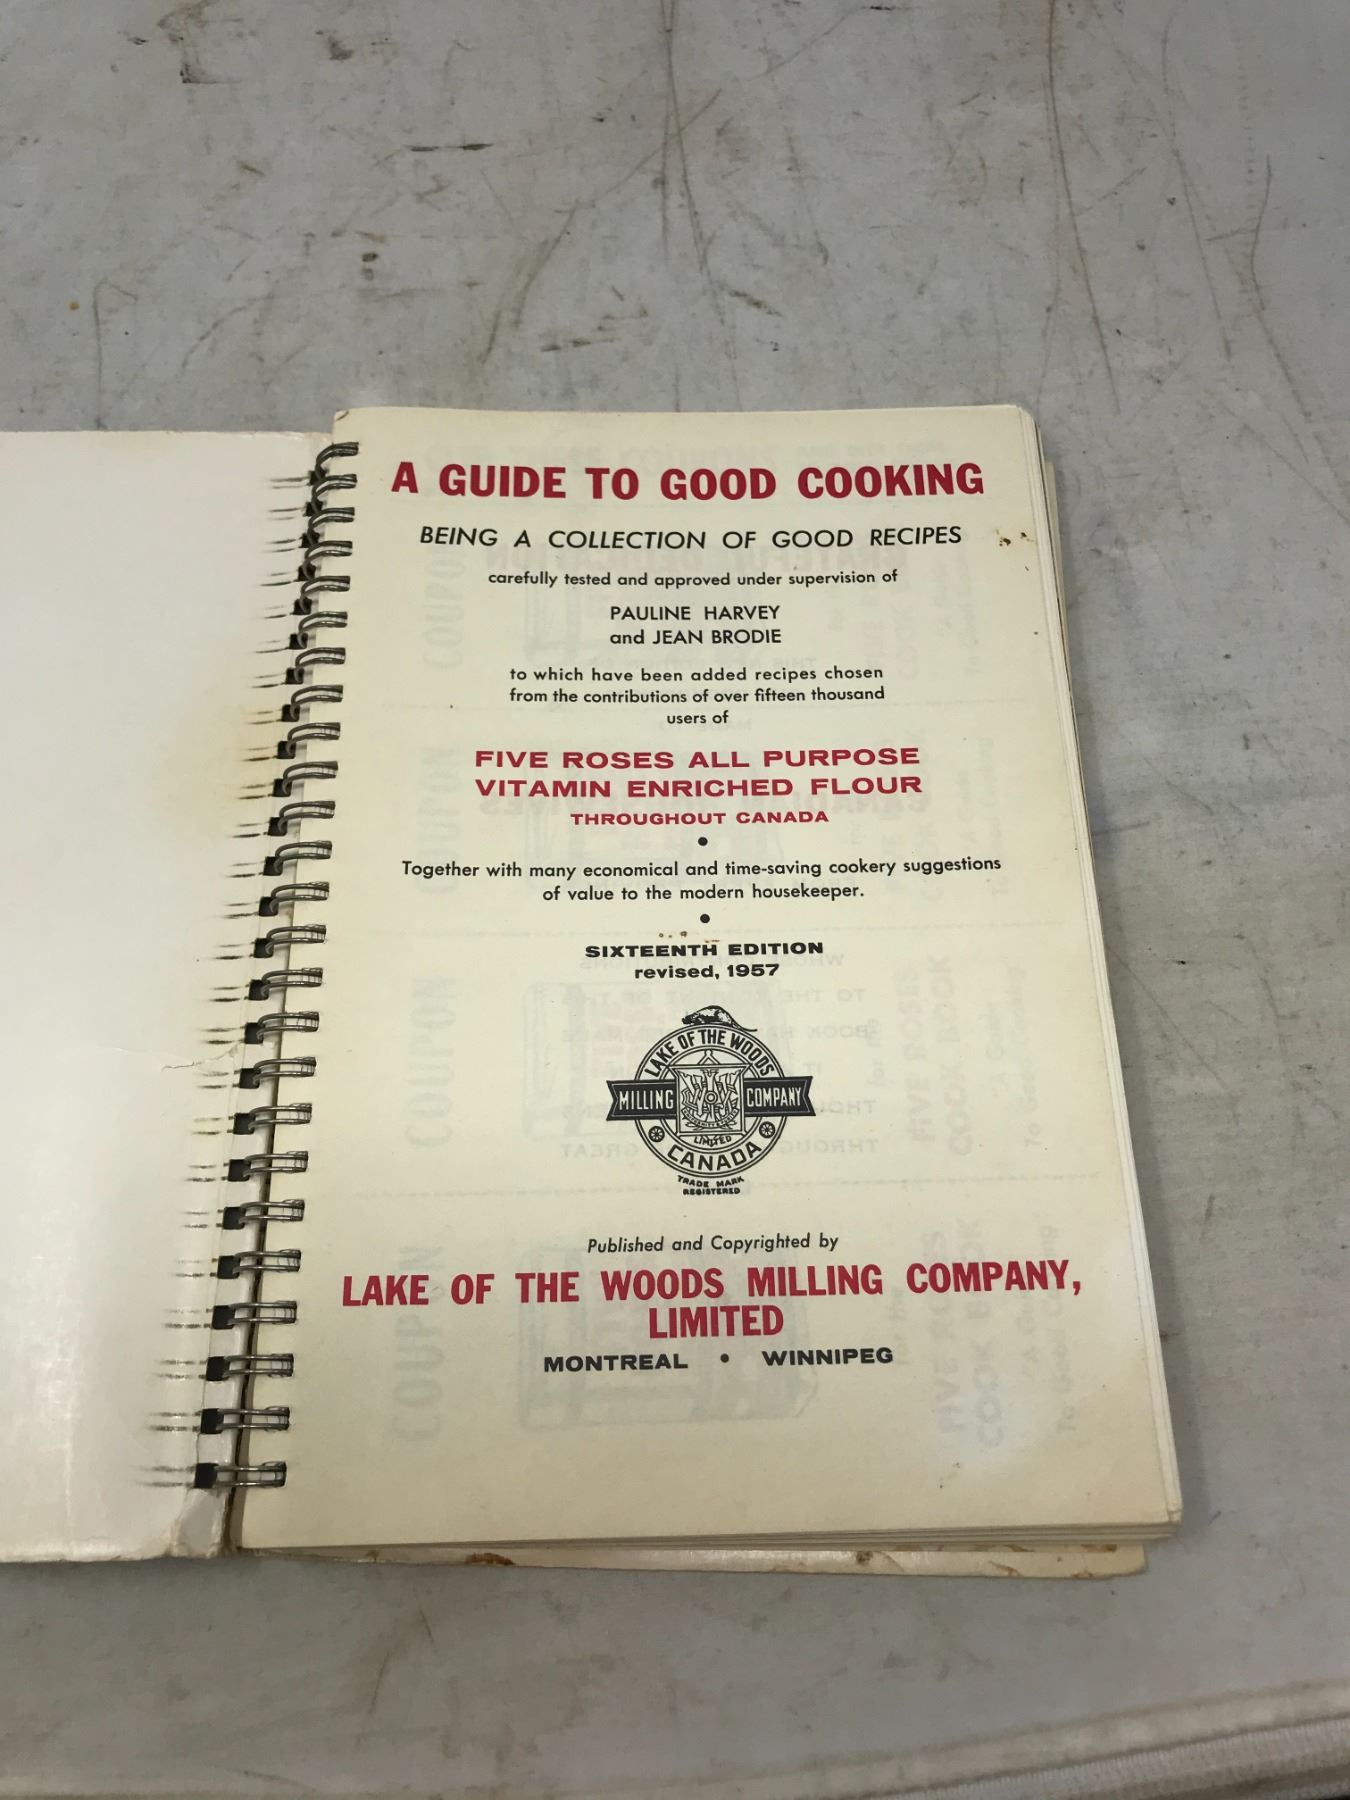 A GUIDE TO GOOD COOKING
BEING A COLLECTION OF GOOD RECIPES
carefully tested and approved under supervision of
PAULINE HARVEY
and JEAN BRODIE
to which have been added recipes chosen
from the contributions of over fifteen thousand
users of
FIVE ROSES ALL PURPOSE
VITAMIN ENRICHED FLOUR
THROUGHOUT CANADA
•
Together with many economical and time-saving cookery suggestions
of value to the modern housekeeper.
•
SIXTEENTH EDITION
revised, 1957
LAKE OF THE WOODS
MILLING COMPANY
LIMITED
CANADA
TRADE MARK
REGISTERED
Published and Copyrighted by
LAKE OF THE WOODS MILLING COMPANY,
LIMITED
MONTREAL • WINNIPEG